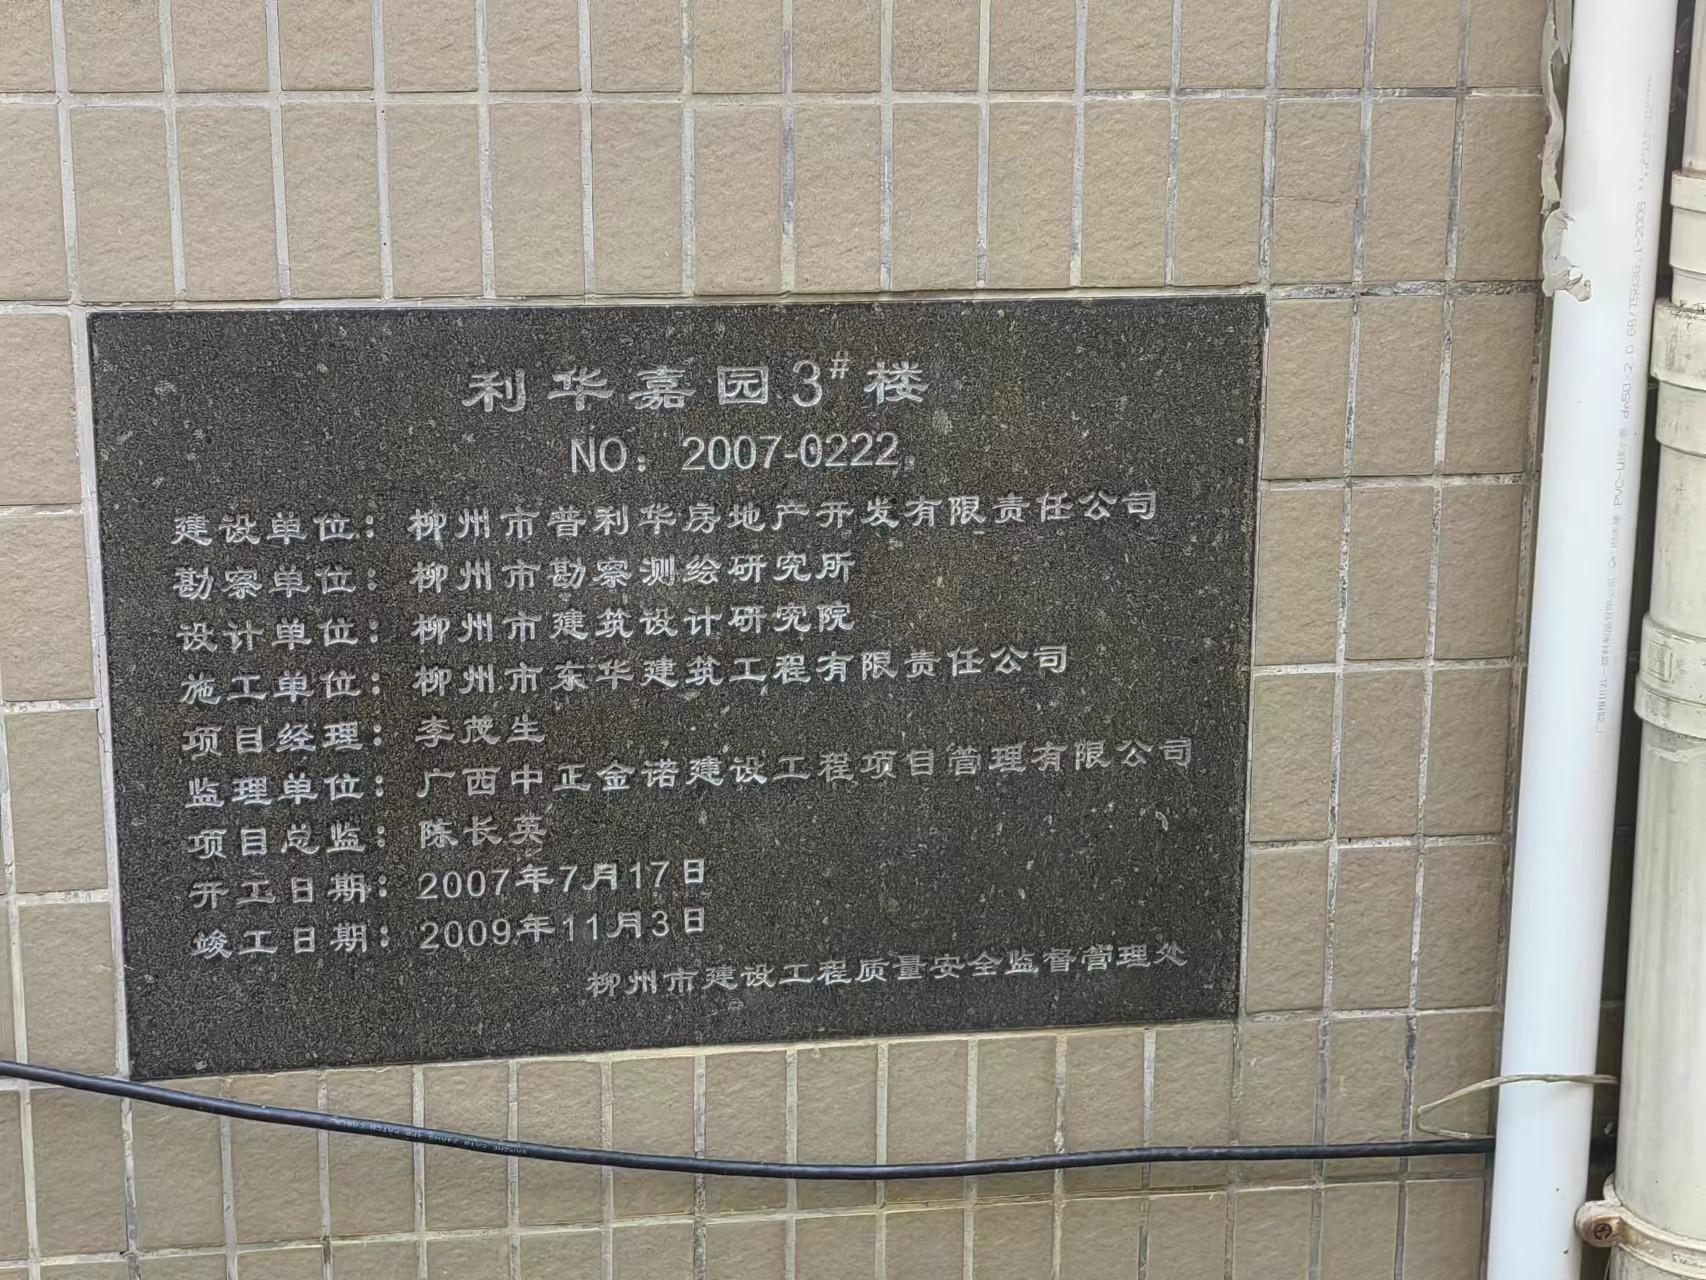 利华嘉园3#楼
NO：2007-0222
建设单位：柳州市普利华房地产开发有限责任公司
勘察单位：柳州市勘察测绘研究所
设计单位：柳州市建筑设计研究院
施工单位：柳州市东华建筑工程有限责任公司
项目经理：李茂生
监理单位：广西中正金诺建设工程项目管理有限公司
项目总监：陈长英
开工日期：2007年7月17日
竣工日期：2009年11月3日
柳州市建设工程质量安全监督管理处